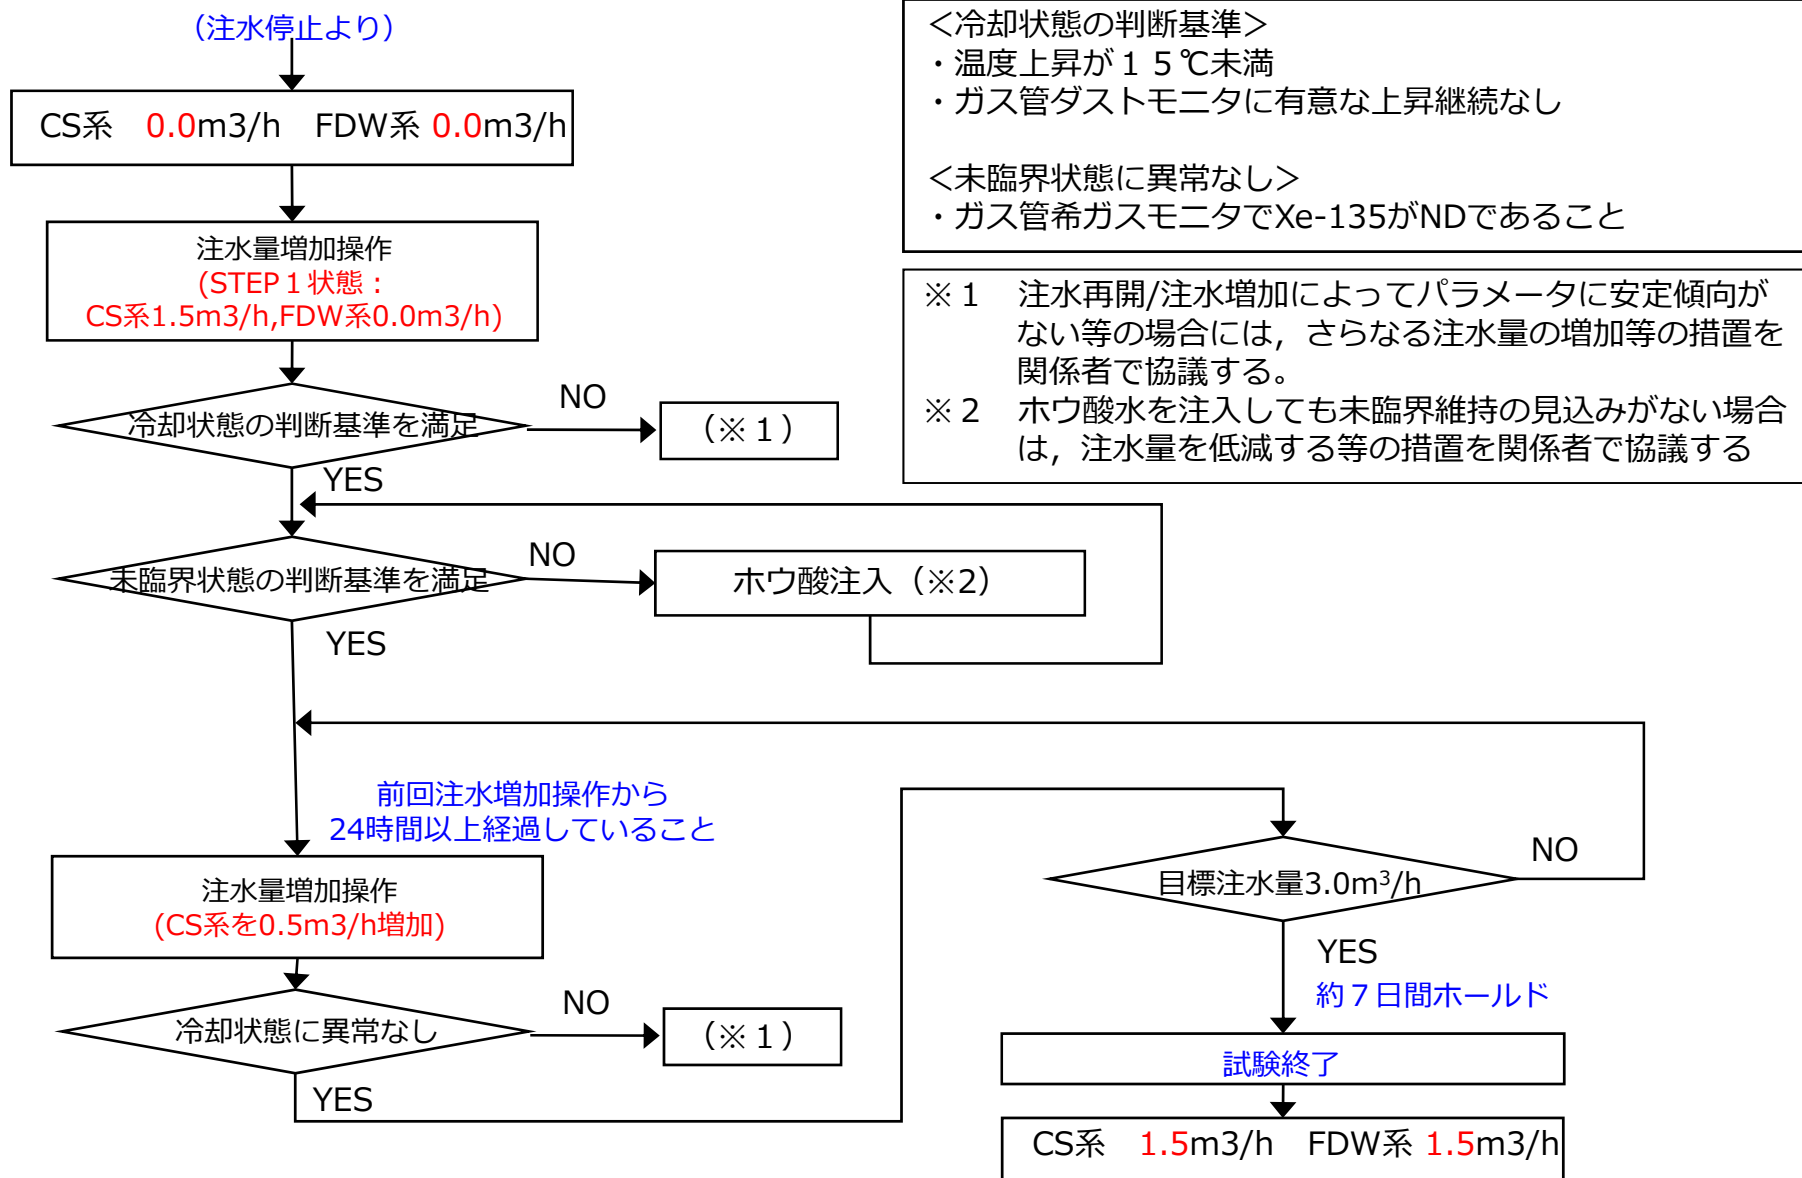 （注水停止より）
CS系　0.0m3/h　FDW系 0.0m3/h
注水量増加操作
(STEP１状態：
CS系1.5m3/h,FDW系0.0m3/h)
冷却状態の判断基準を満足
NO
（※１）
YES
未臨界状態の判断基準を満足
NO
ホウ酸注入（※2）
YES
前回注水増加操作から
24時間以上経過していること
注水量増加操作
(CS系を0.5m3/h増加)
冷却状態に異常なし
NO
（※１）
YES
＜冷却状態の判断基準＞
・温度上昇が１５℃未満
・ガス管ダストモニタに有意な上昇継続なし
＜未臨界状態に異常なし＞
・ガス管希ガスモニタでXe-135がNDであること
※１　注水再開/注水増加によってパラメータに安定傾向が
ない等の場合には，さらなる注水量の増加等の措置を
関係者で協議する。
※２　ホウ酸水を注入しても未臨界維持の見込みがない場合
は，注水量を低減する等の措置を関係者で協議する
目標注水量3.0m³/h
NO
YES
約７日間ホールド
試験終了
CS系　1.5m3/h　FDW系 1.5m3/h